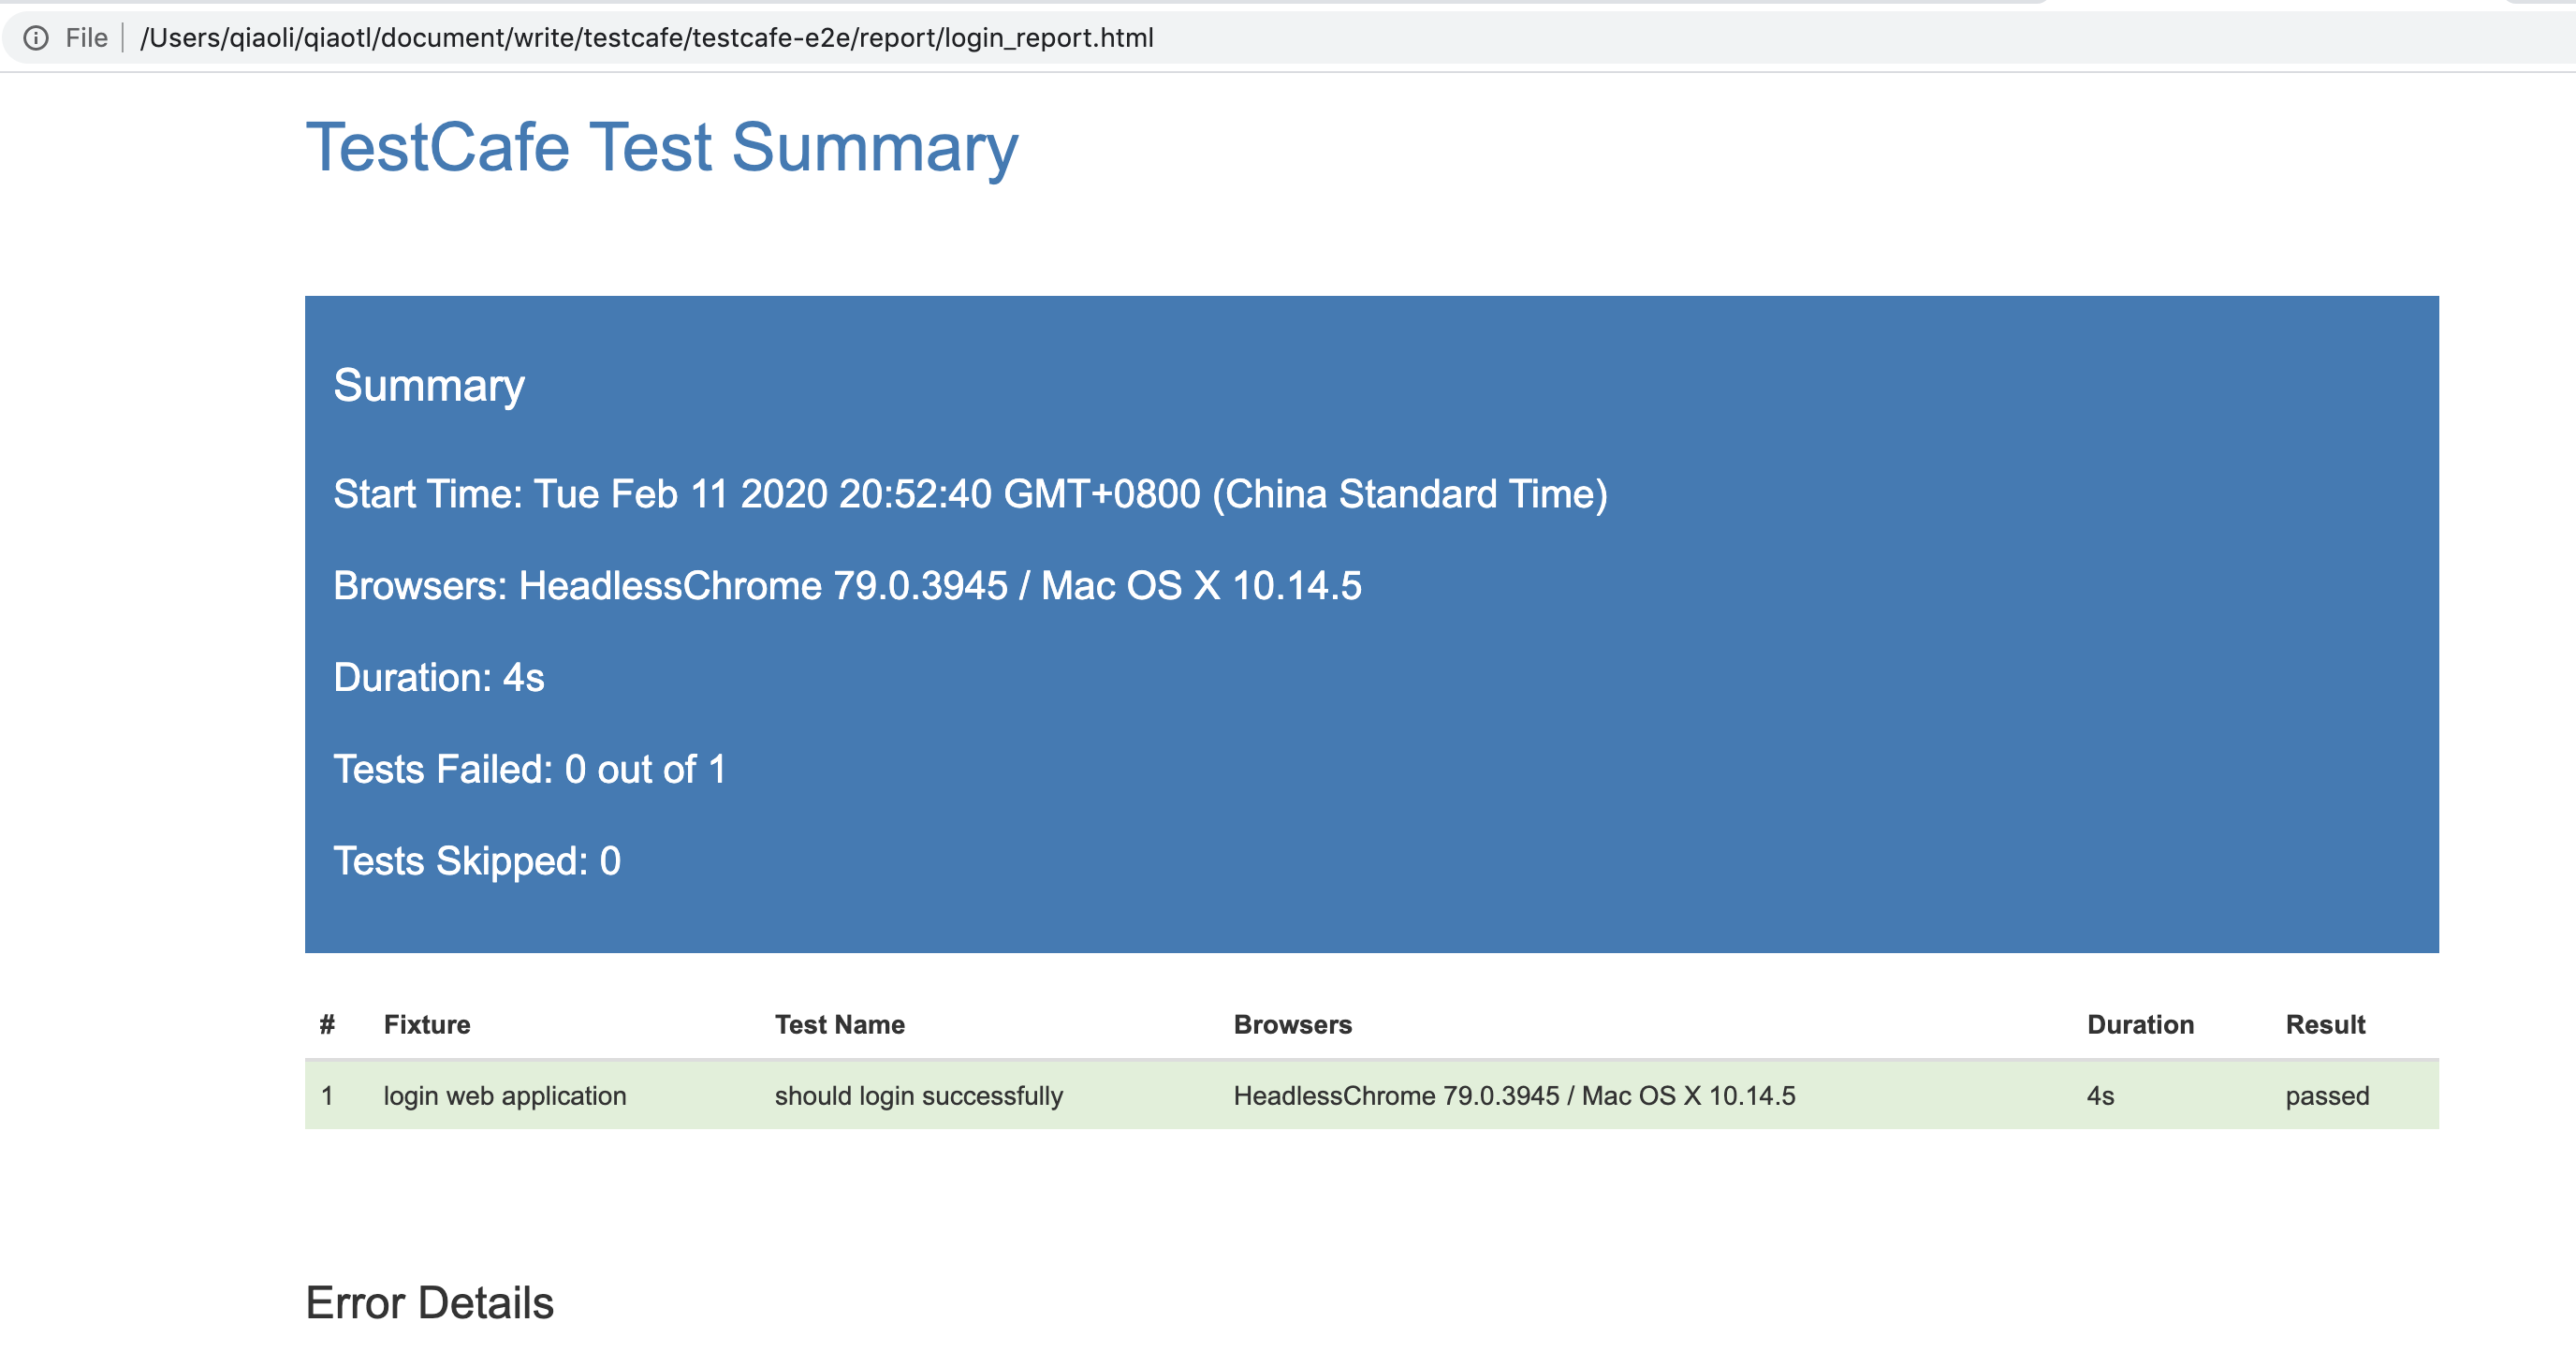 File /Users/qiaoli/qiaotl/document/write/testcafe/testcafe-e2e/report/login_report.html
TestCafe Test Summary
Summary
Start Time: Tue Feb 11 2020 20:52:40 GMT+0800 (China Standard Time)
Browsers: HeadlessChrome 79.0.3945 / Mac OS X 10.14.5
Duration: 4s
Tests Failed: 0 out of 1
Tests Skipped: 0
# Fixture Test Name Browsers Duration Result
1 login web application should login successfully HeadlessChrome 79.0.3945 / Mac OS X 10.14.5 4s passed
Error Details